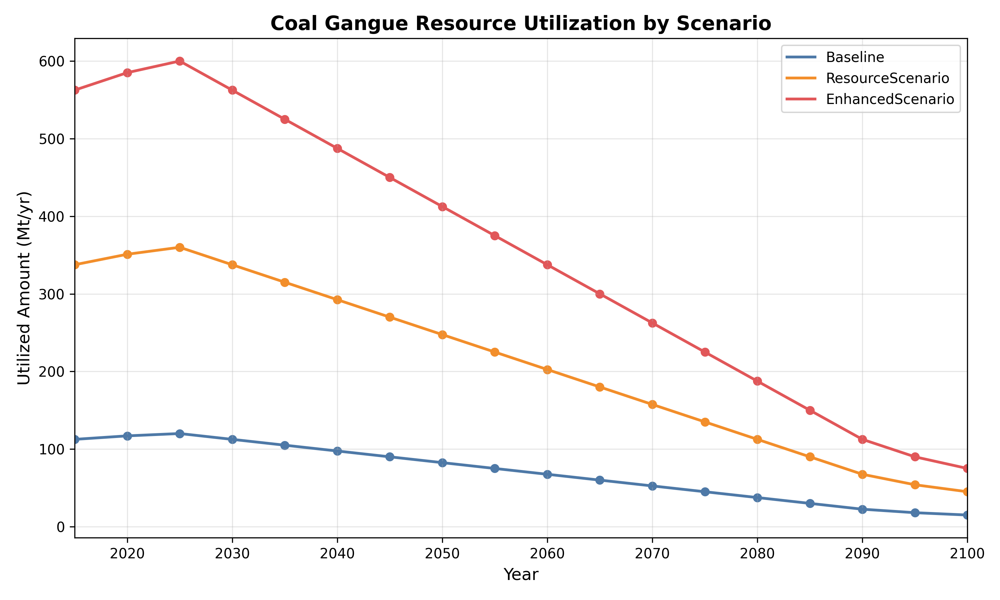 Coal Gangue Resource Utilization by Scenario
Baseline
ResourceScenario
EnhancedScenario
Utilized Amount (Mt/yr)
600
500
400
300
200
100
0
2020 2030 2040 2050 2060 2070 2080 2090 2100
Year